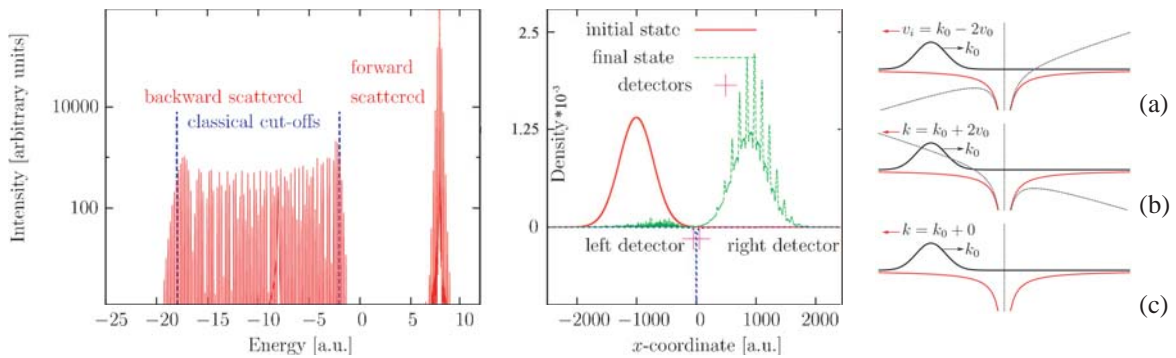 Intensity [arbitrary units]
10000
100
backward scattered
classical cut-offs
forward
scattered
−25 −20 −15 −10 −5 0 5 10
Energy [a.u.]
Density*10⁻³
2.5
1.25
0
initial state
final state
detectors
left detector
right detector
−2000 −1000 0 1000 2000
x-coordinate [a.u.]
v_i = k_0 − 2v_0
k_0
(a)
k = k_0 + 2v_0
k_0
(b)
k = k_0 + 0
k_0
(c)